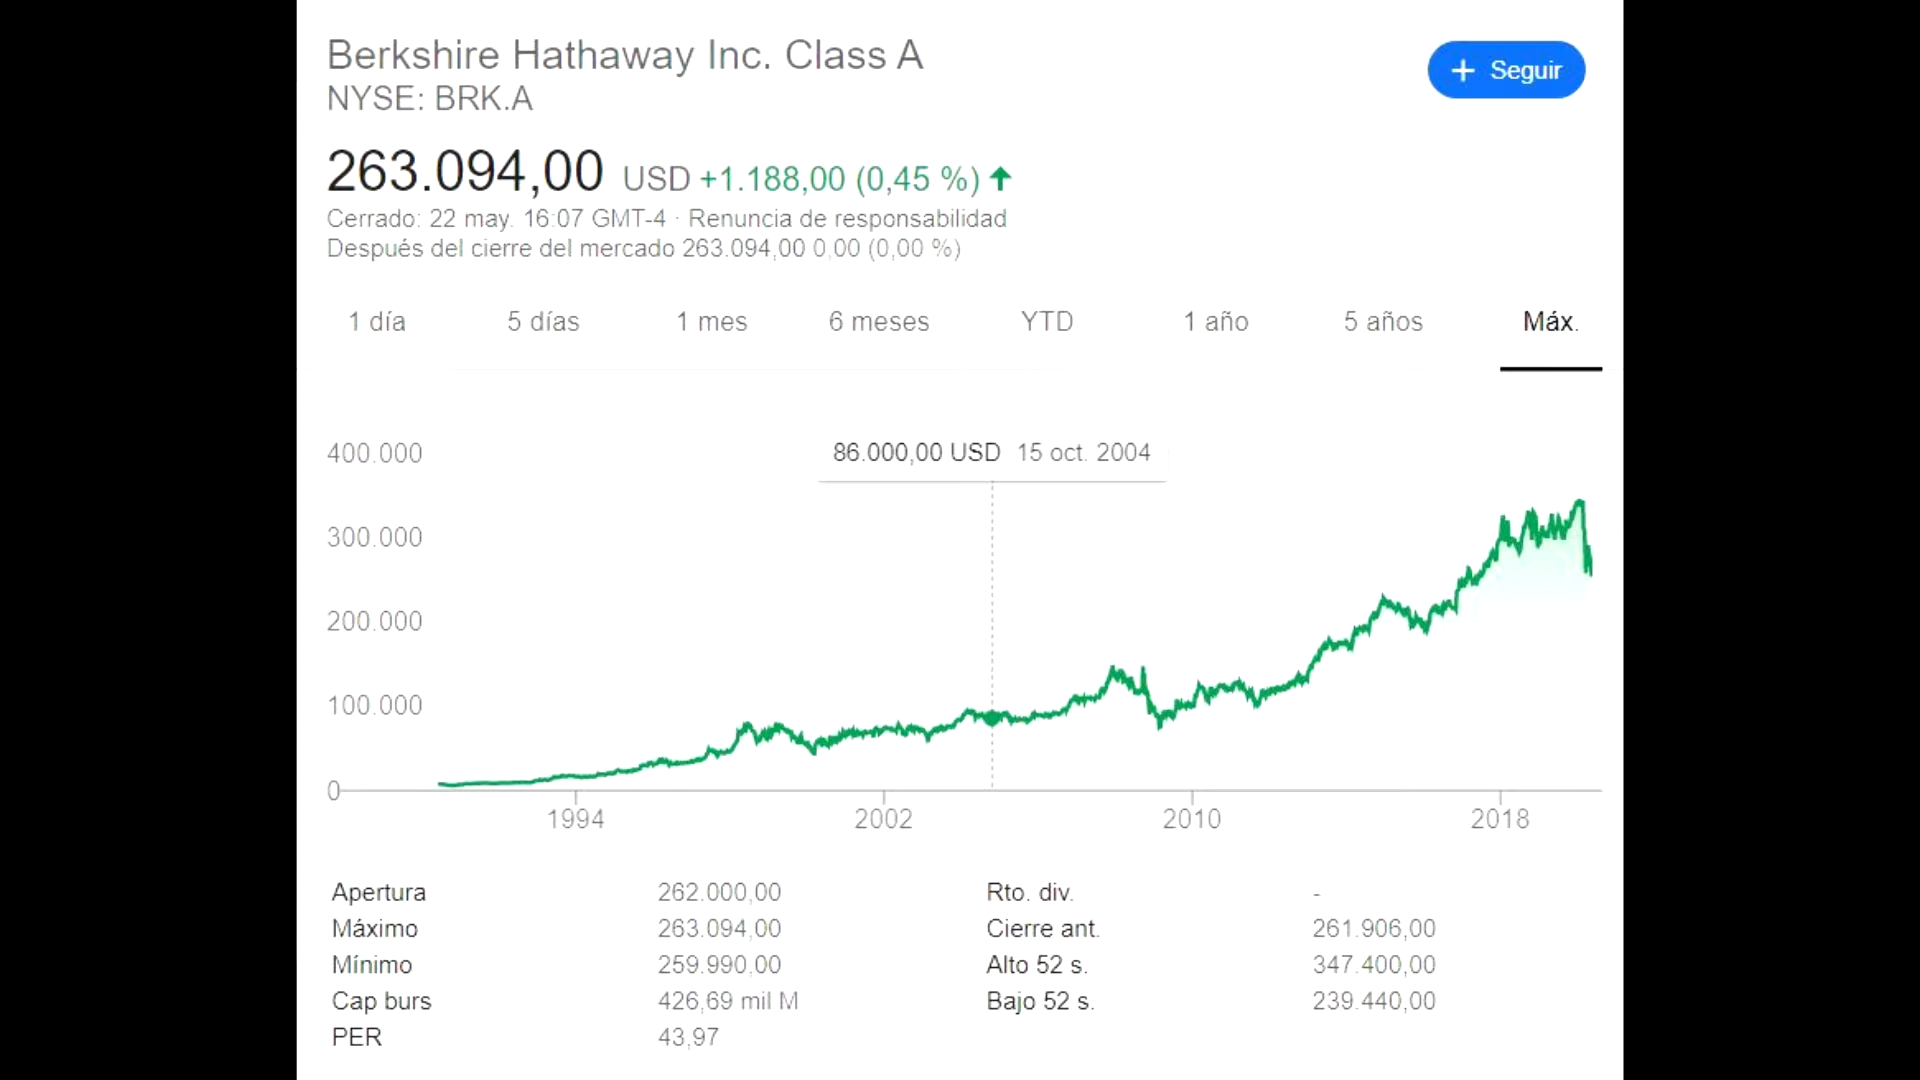 Berkshire Hathaway Inc. Class A
+ Seguir
NYSE: BRK.A
263.094,00 USD +1.188,00 (0,45 %)
Cerrado: 22 may. 16:07 GMT-4 · Renuncia de responsabilidad
Después del cierre del mercado 263.094,00 0,00 (0,00 %)
1 día 5 días 1 mes 6 meses YTD 1 año 5 años Máx.
400.000
86.000,00 USD 15 oct. 2004
300.000
200.000
100.000
0
1994 2002 2010 2018
Apertura 262.000,00 Rto. div. -
Máximo 263.094,00 Cierre ant. 261.906,00
Mínimo 259.990,00 Alto 52 s. 347.400,00
Cap burs 426,69 mil M Bajo 52 s. 239.440,00
PER 43,97